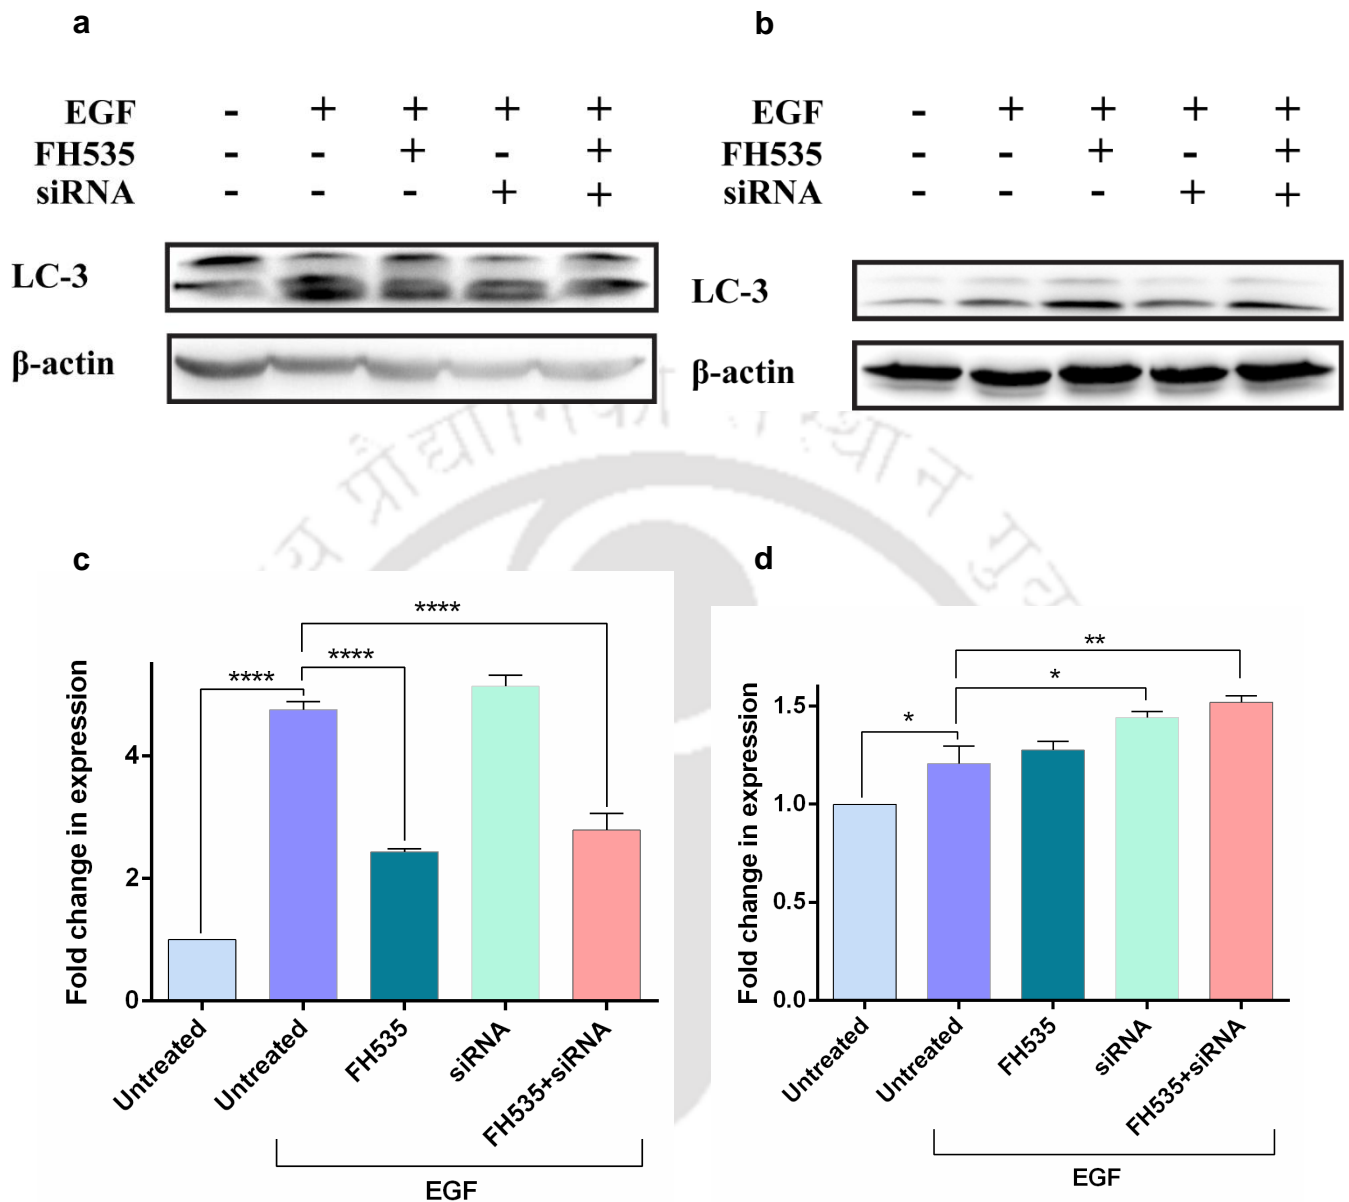 a
b
EGF - + + + +
FH535 - - + - +
siRNA - - - + +
LC-3
β-actin
EGF - + + + +
FH535 - - + - +
siRNA - - - + +
LC-3
β-actin
c
d
****
****
****
Fold change in expression
4
2
0
Untreated
Untreated
FH535
siRNA
FH535+siRNA
EGF
**
*
*
Fold change in expression
1.5
1.0
0.5
0.0
Untreated
Untreated
FH535
siRNA
FH535+siRNA
EGF